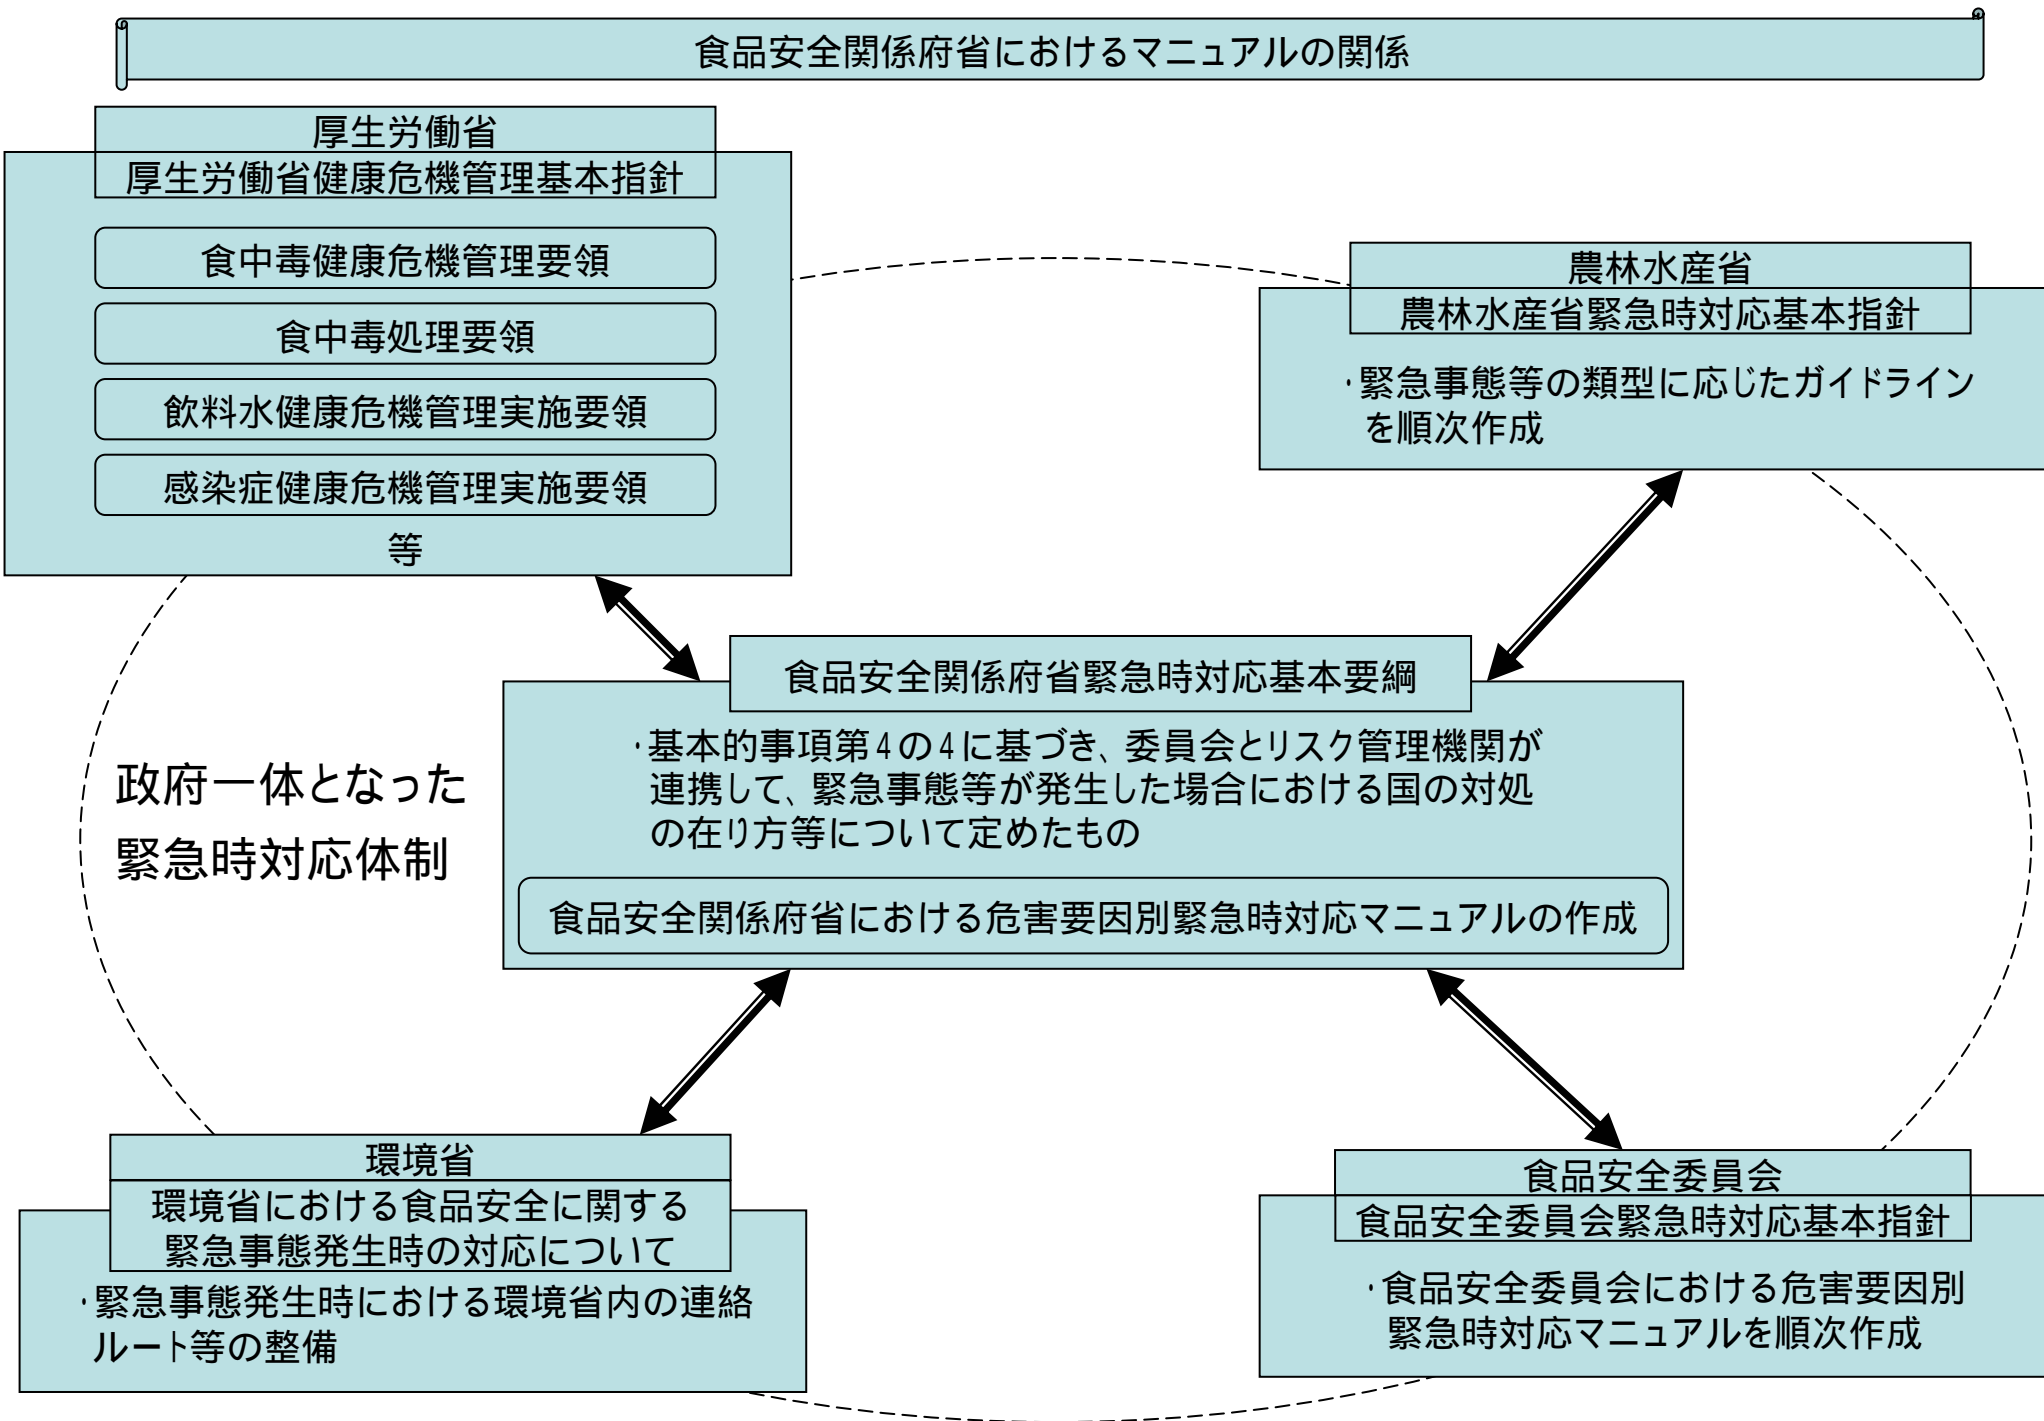 食品安全関係府省におけるマニュアルの関係
厚生労働省
厚生労働省健康危機管理基本指針
食中毒健康危機管理要領
食中毒処理要領
飲料水健康危機管理実施要領
感染症健康危機管理実施要領
等
農林水産省
農林水産省緊急時対応基本指針
・緊急事態等の類型に応じたガイドライン
を順次作成
食品安全関係府省緊急時対応基本要綱
・基本的事項第4の4に基づき、委員会とリスク管理機関が
連携して、緊急事態等が発生した場合における国の対処
の在り方等について定めたもの
食品安全関係府省における危害要因別緊急時対応マニュアルの作成
政府一体となった
緊急時対応体制
環境省
環境省における食品安全に関する
緊急事態発生時の対応について
・緊急事態発生時における環境省内の連絡
ルート等の整備
食品安全委員会
食品安全委員会緊急時対応基本指針
・食品安全委員会における危害要因別
緊急時対応マニュアルを順次作成